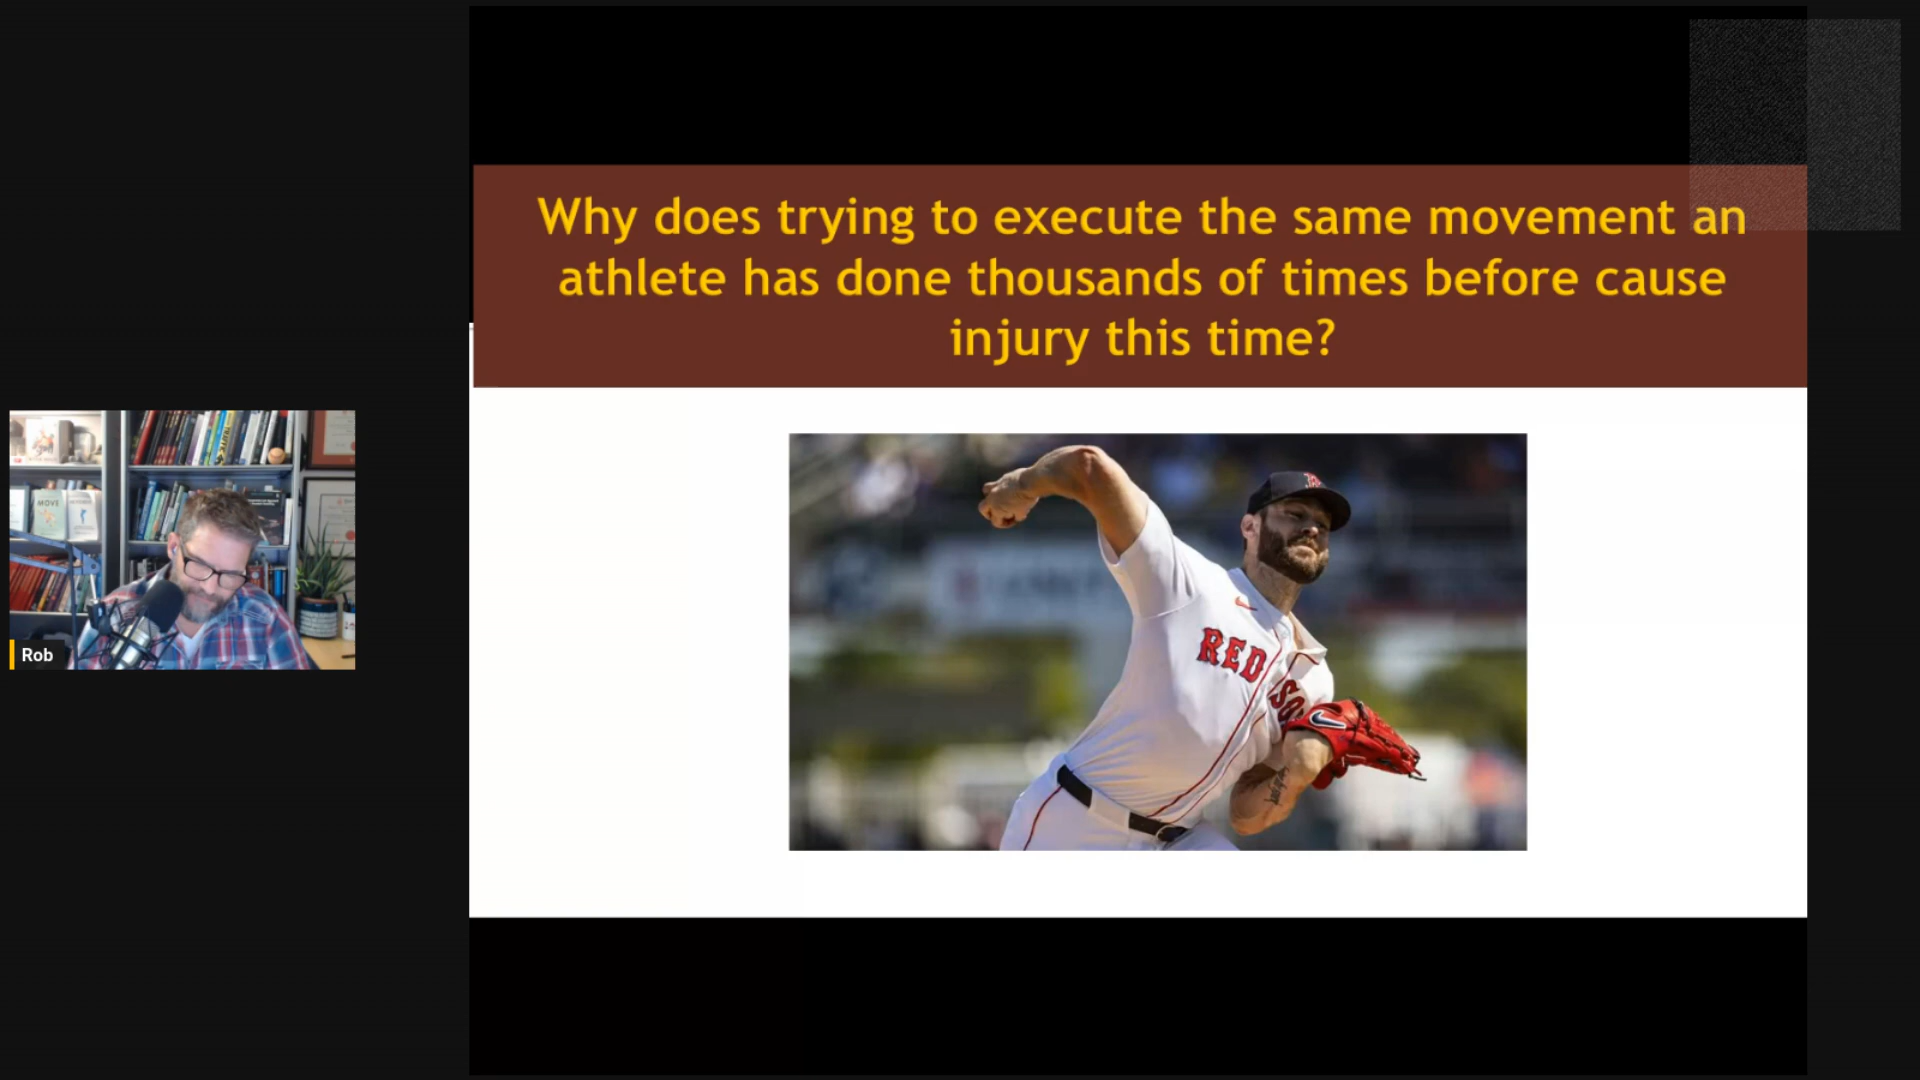 Why does trying to execute the same movement an
athlete has done thousands of times before cause
injury this time?
MOVE
Rob
RED
SO